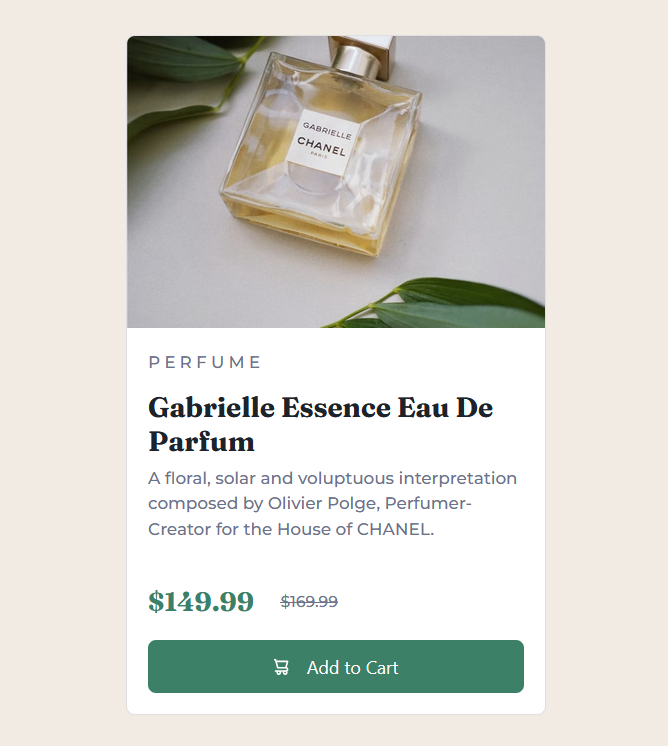 GABRIELLE
CHANEL
PARIS
PERFUME
Gabrielle Essence Eau De
Parfum
A floral, solar and voluptuous interpretation
composed by Olivier Polge, Perfumer-
Creator for the House of CHANEL.
$149.99 $169.99
Add to Cart